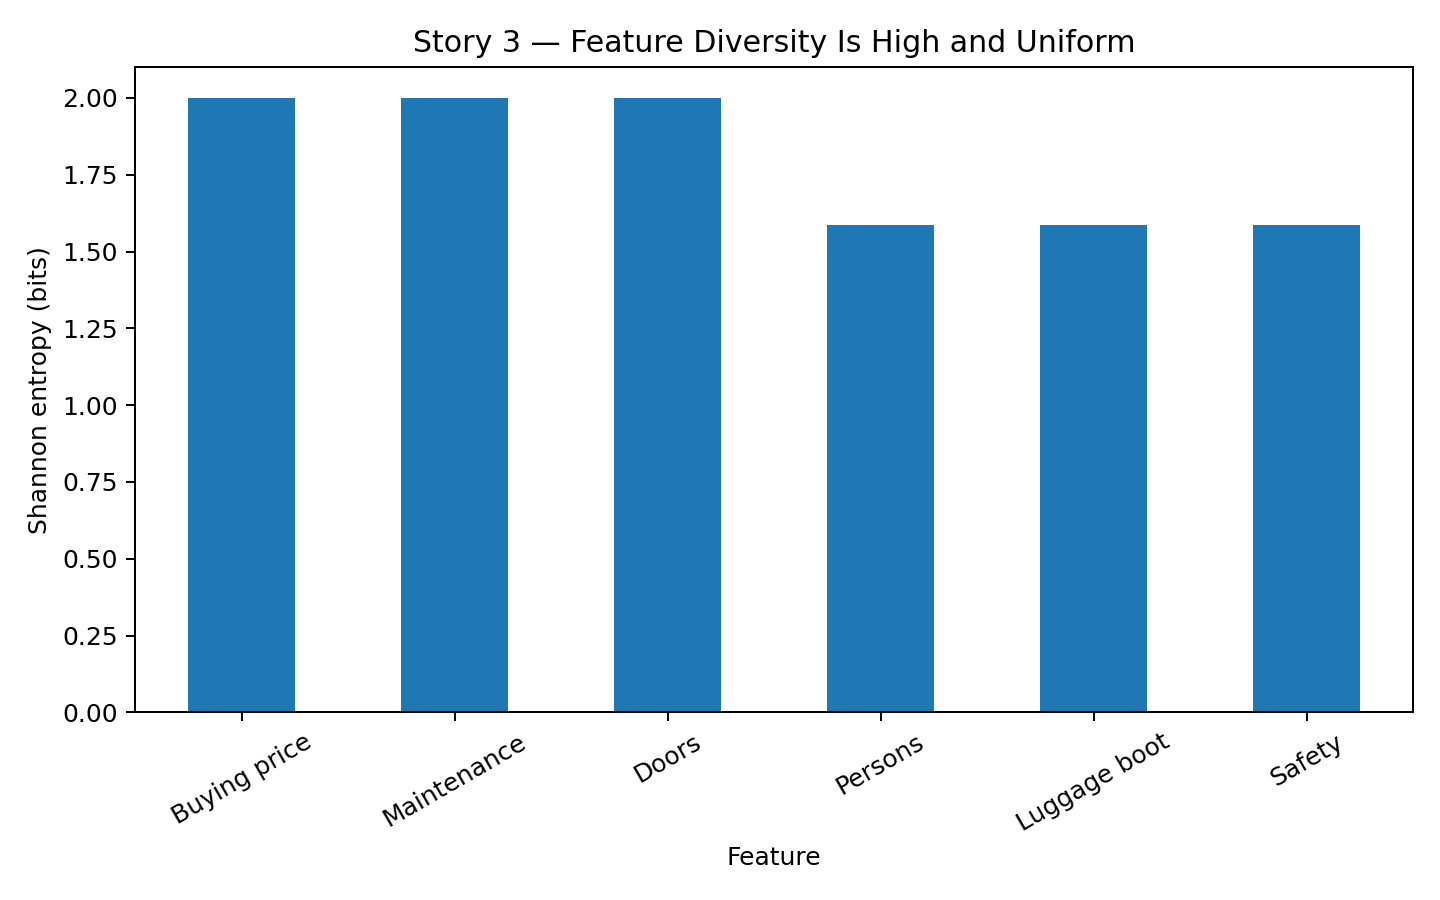 Story 3 — Feature Diversity Is High and Uniform
Shannon entropy (bits)
2.00
1.75
1.50
1.25
1.00
0.75
0.50
0.25
0.00
Buying price
Maintenance
Doors
Persons
Luggage boot
Safety
Feature